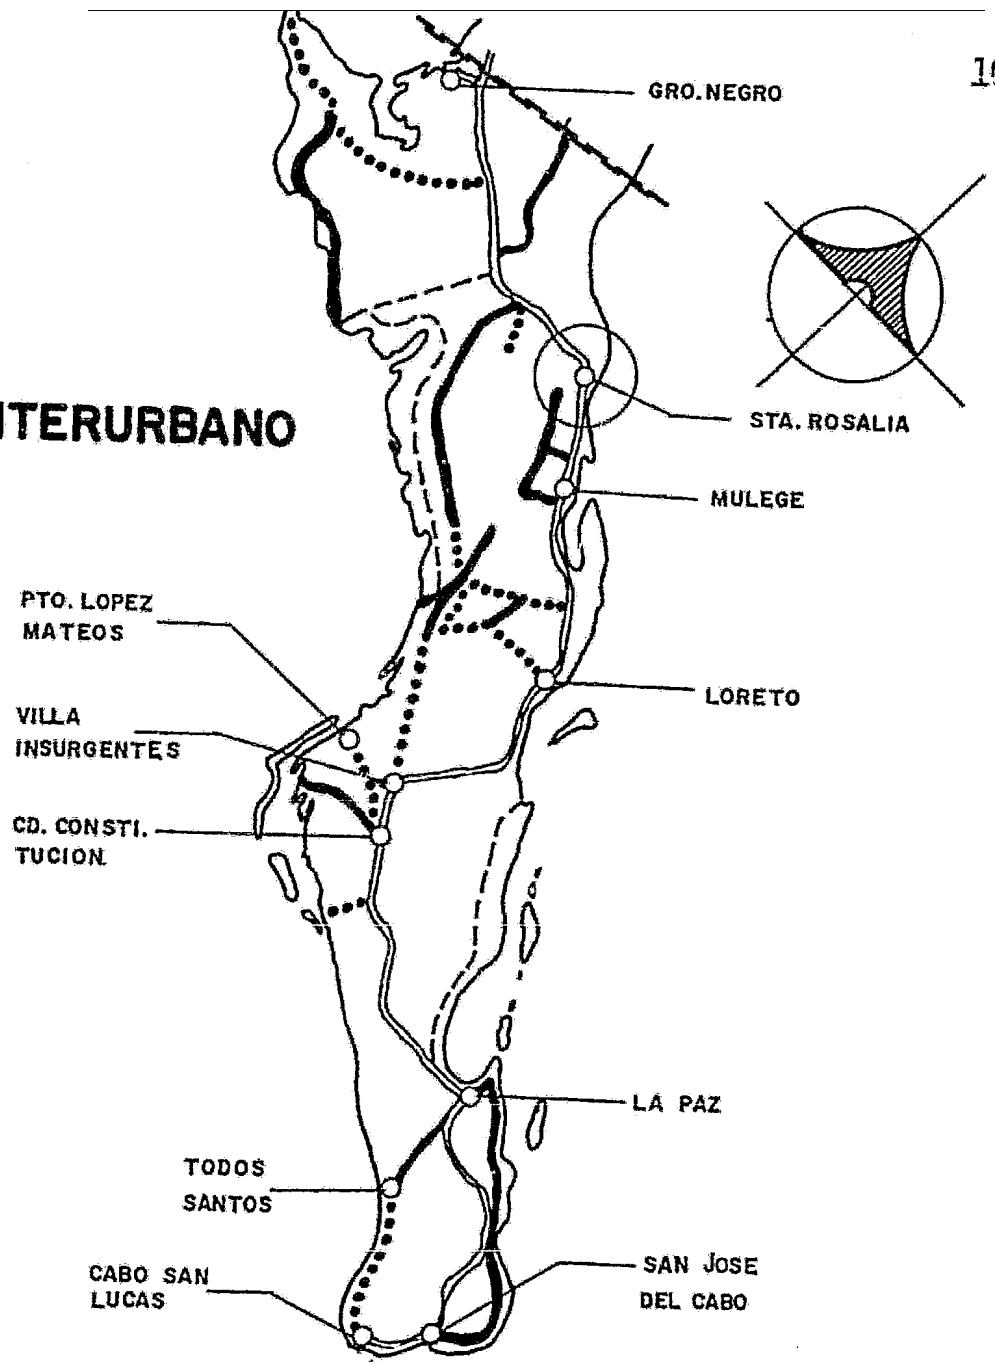 GRO.NEGRO
STA. ROSALIA
MULEGE
PTO. LOPEZ
MATEOS
LORETO
VILLA
INSURGENTES
CD. CONSTI.
TUCION
LA PAZ
TODOS
SANTOS
SAN JOSE
DEL CABO
CABO SAN
LUCAS